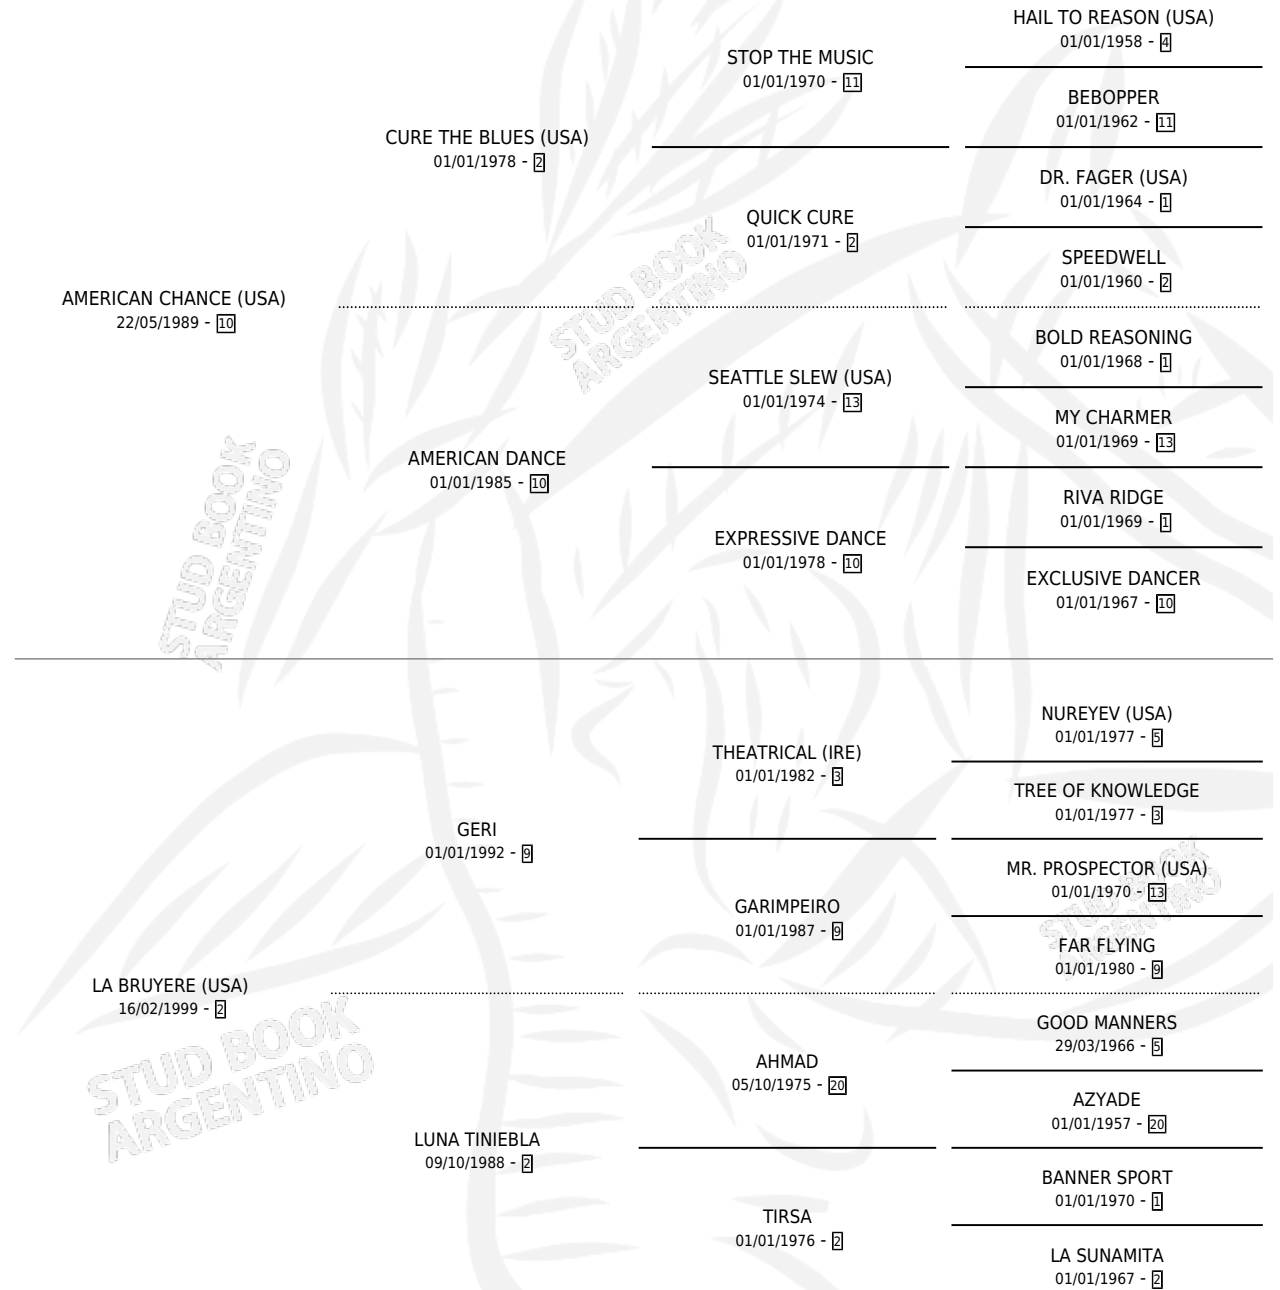 HAIL TO REASON (USA)
01/01/1958 - 4
STOP THE MUSIC
01/01/1970 - 11
BEBOPPER
01/01/1962 - 11
CURE THE BLUES (USA)
01/01/1978 - 2
DR. FAGER (USA)
01/01/1964 - 1
QUICK CURE
01/01/1971 - 2
SPEEDWELL
01/01/1960 - 2
STUD BOOK
ARGENTINO
AMERICAN CHANCE (USA)
22/05/1989 - 10
BOLD REASONING
01/01/1968 - 1
SEATTLE SLEW (USA)
01/01/1974 - 13
MY CHARMER
01/01/1969 - 13
AMERICAN DANCE
01/01/1985 - 10
RIVA RIDGE
01/01/1969 - 1
EXPRESSIVE DANCE
01/01/1978 - 10
EXCLUSIVE DANCER
01/01/1967 - 10
STUD BOOK
ARGENTINO
NUREYEV (USA)
01/01/1977 - 5
THEATRICAL (IRE)
01/01/1982 - 3
TREE OF KNOWLEDGE
01/01/1977 - 3
GERI
01/01/1992 - 9
MR. PROSPECTOR (USA)
01/01/1970 - 13
GARIMPEIRO
01/01/1987 - 9
FAR FLYING
01/01/1980 - 9
STUD BOOK
ARGENTINO
LA BRUYERE (USA)
16/02/1999 - 2
GOOD MANNERS
29/03/1966 - 5
AHMAD
05/10/1975 - 20
AZYADE
01/01/1957 - 20
STUD BOOK
ARGENTINO
LUNA TINIEBLA
09/10/1988 - 2
BANNER SPORT
01/01/1970 - 1
TIRSA
01/01/1976 - 2
LA SUNAMITA
01/01/1967 - 2